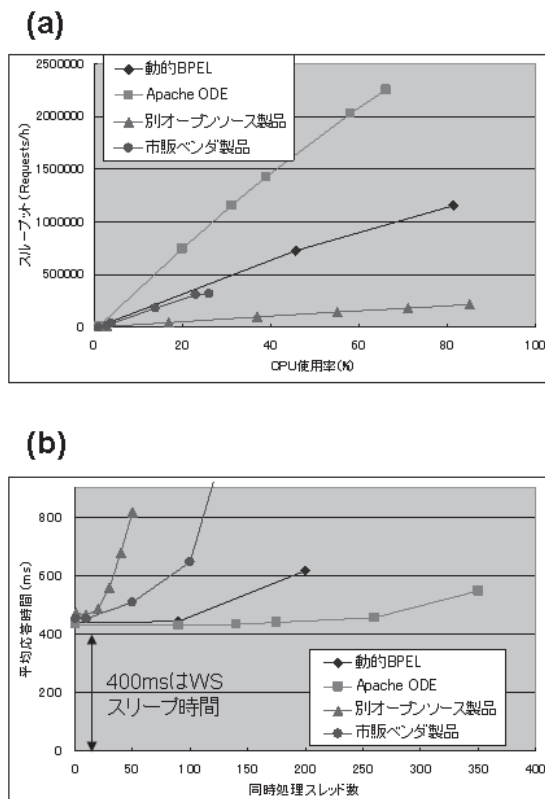 (a)
動的BPEL
Apache ODE
別オープンソース製品
市販ベンダ製品
スループット(Requests/h)
2500000
2000000
1500000
1000000
500000
0
0
20
40
60
80
100
CPU使用率(%)
(b)
平均応答時間(ms)
800
600
400
200
0
400msはWS
スリープ時間
動的BPEL
Apache ODE
別オープンソース製品
市販ベンダ製品
0
50
100
150
200
250
300
350
400
同時処理スレッド数